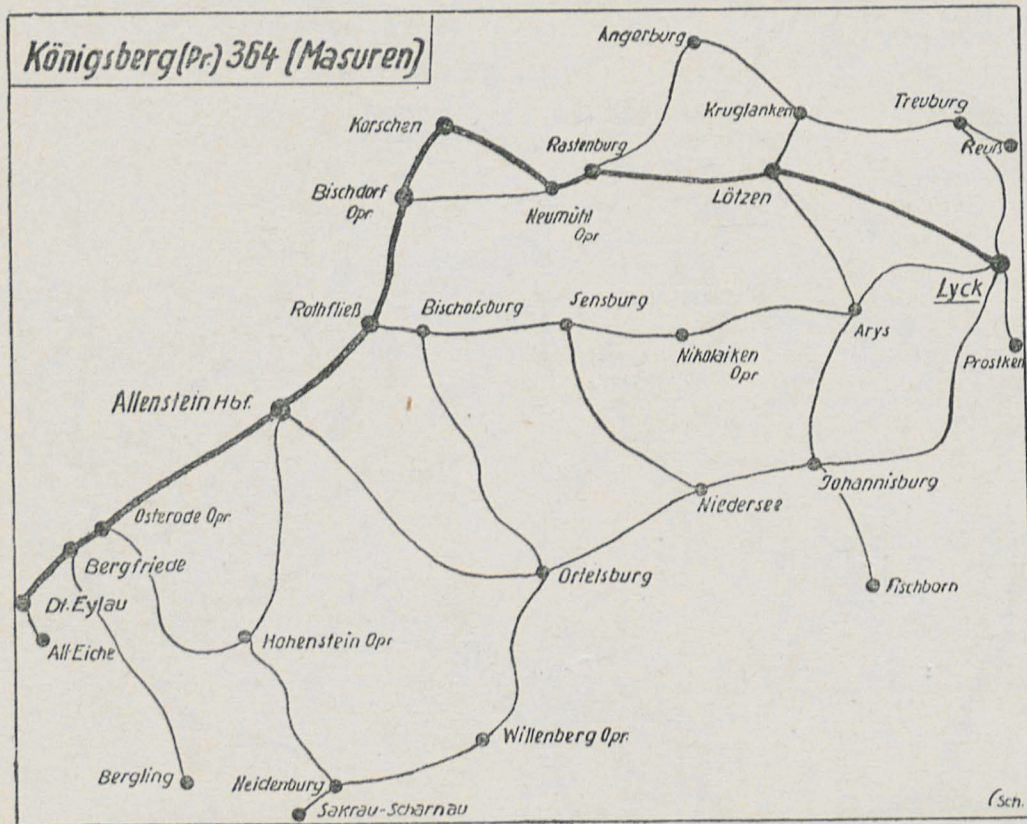 Königsberg (Pr.) 364 (Masuren)
Angerburg
Kruglanken
Treuburg
Reuß
Korschen
Rastenburg
Bischdorf
Opr.
Neumühl
Opr
Lötzen
Lyck
Rothfließ
Bischofsburg
Sensburg
Nikolaiken
Opr
Arys
Prostken
Allenstein Hbf.
Johannisburg
Niedersee
Osterode Opr
Bergfriede
Ortelsburg
Fischborn
Dt. Eylau
Alt Eiche
Hohenstein Opr
Willenberg Opr.
Bergling
Neidenburg
Sakrau-Scharnau
(Sch.